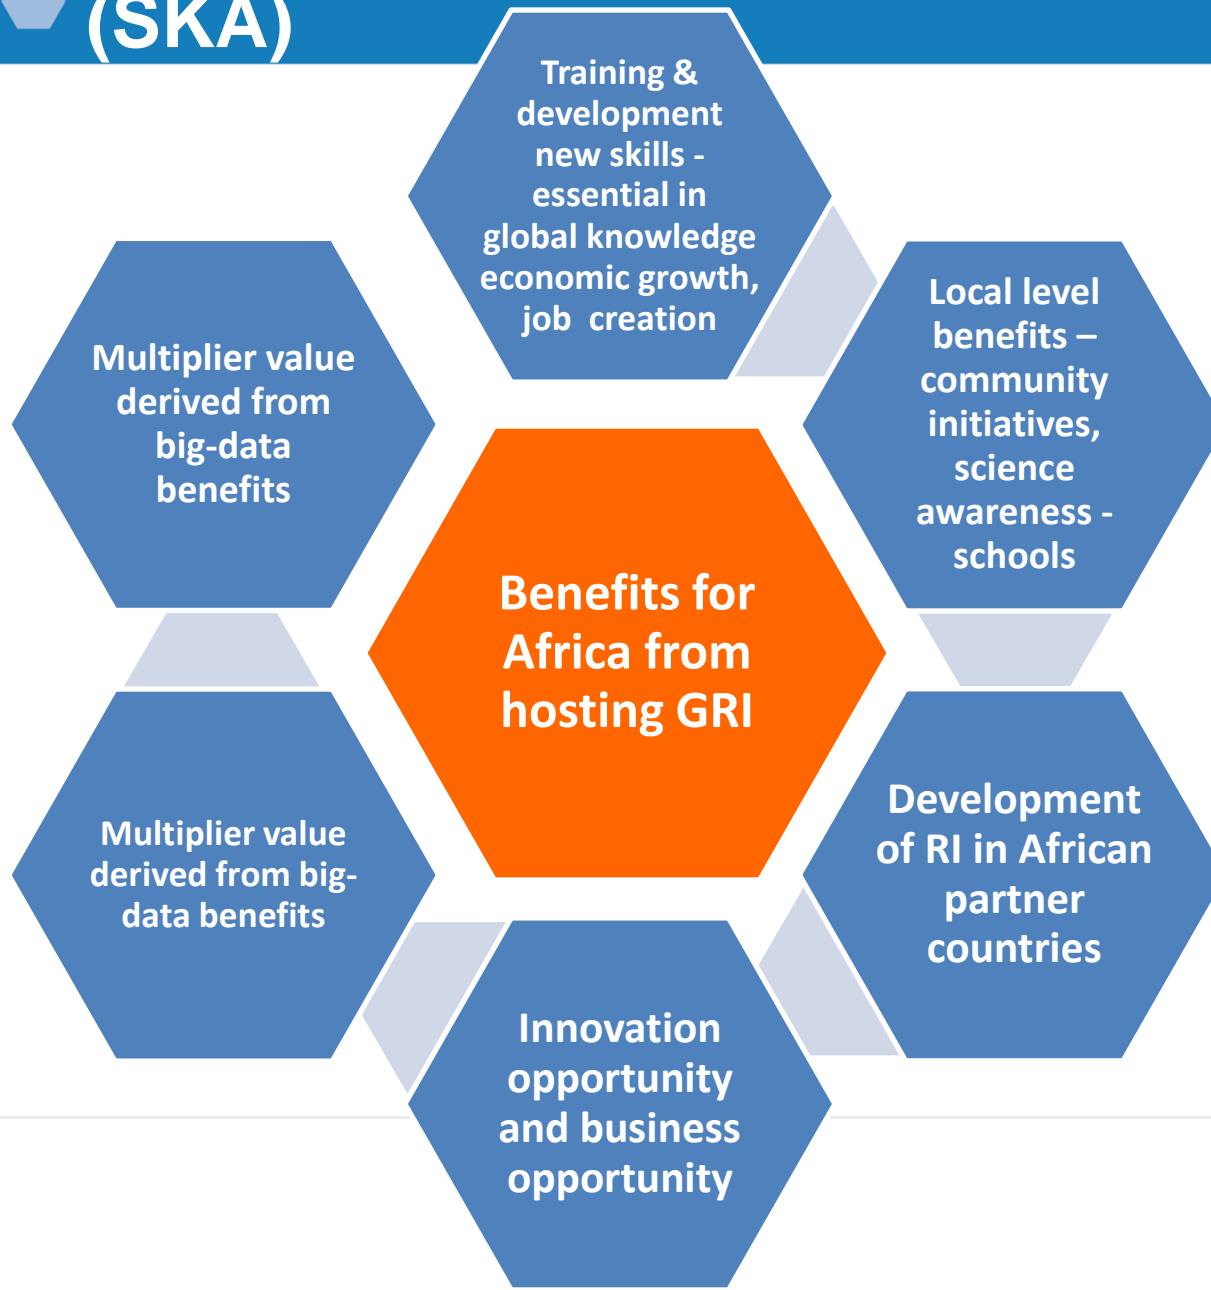 (SKA)
Training &
development
new skills -
essential in
global knowledge
economic growth,
job creation
Local level
benefits –
community
initiatives,
science
awareness -
schools
Development
of RI in African
partner
countries
Innovation
opportunity
and business
opportunity
Multiplier value
derived from big-
data benefits
Multiplier value
derived from
big-data
benefits
Benefits for
Africa from
hosting GRI